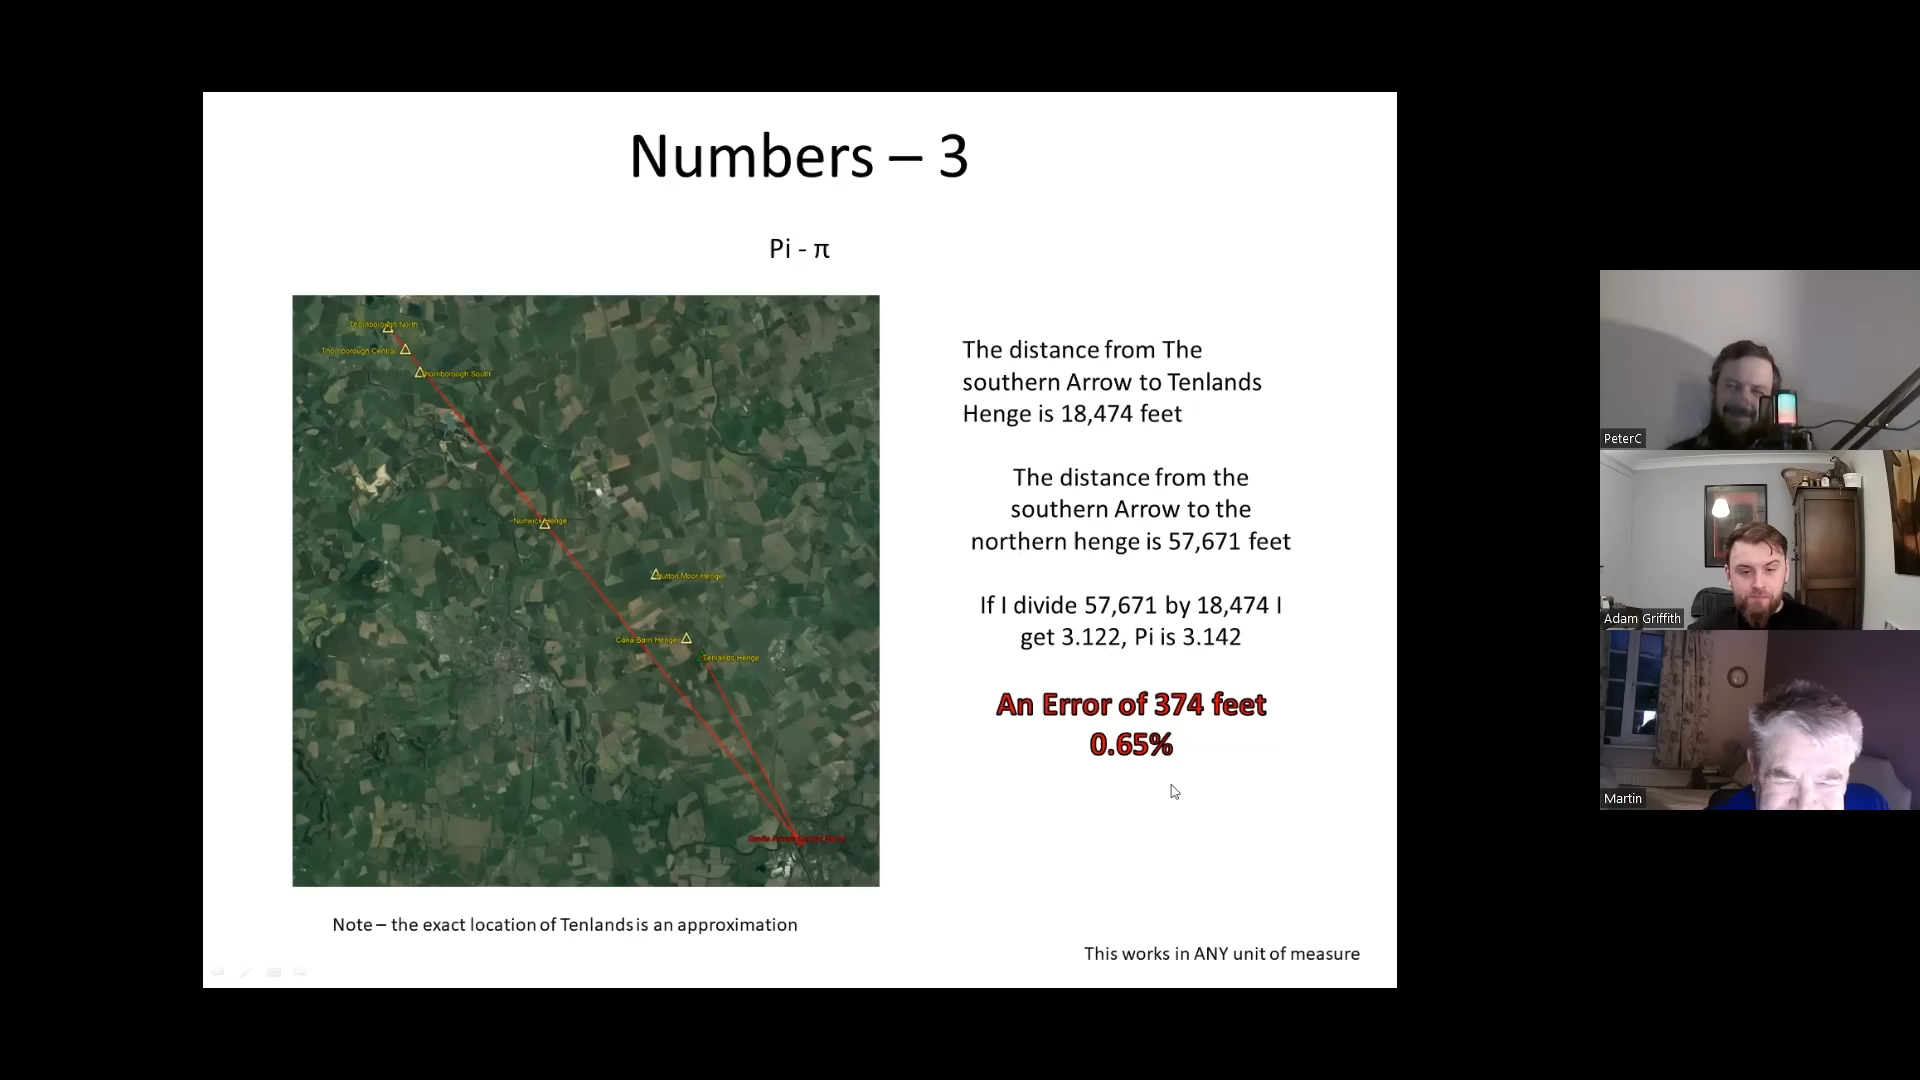 Numbers – 3
Pi - π
Thornborough North
Thornborough Central
Thornborough South
Nunwick Henge
Hutton Moor Henge
Cana Barn Henge
Tenlands Henge
The distance from The
southern Arrow to Tenlands
Henge is 18,474 feet
The distance from the
southern Arrow to the
northern henge is 57,671 feet
If I divide 57,671 by 18,474 I
get 3.122, Pi is 3.142
An Error of 374 feet
0.65%
Note – the exact location of Tenlands is an approximation
This works in ANY unit of measure
PeterC
Adam Griffith
Martin